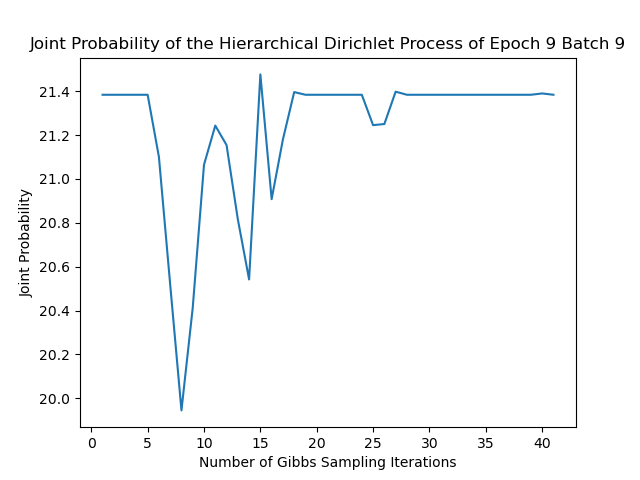 Joint Probability of the Hierarchical Dirichlet Process of Epoch 9 Batch 9
Joint Probability
21.4
21.2
21.0
20.8
20.6
20.4
20.2
20.0
0 5 10 15 20 25 30 35 40
Number of Gibbs Sampling Iterations